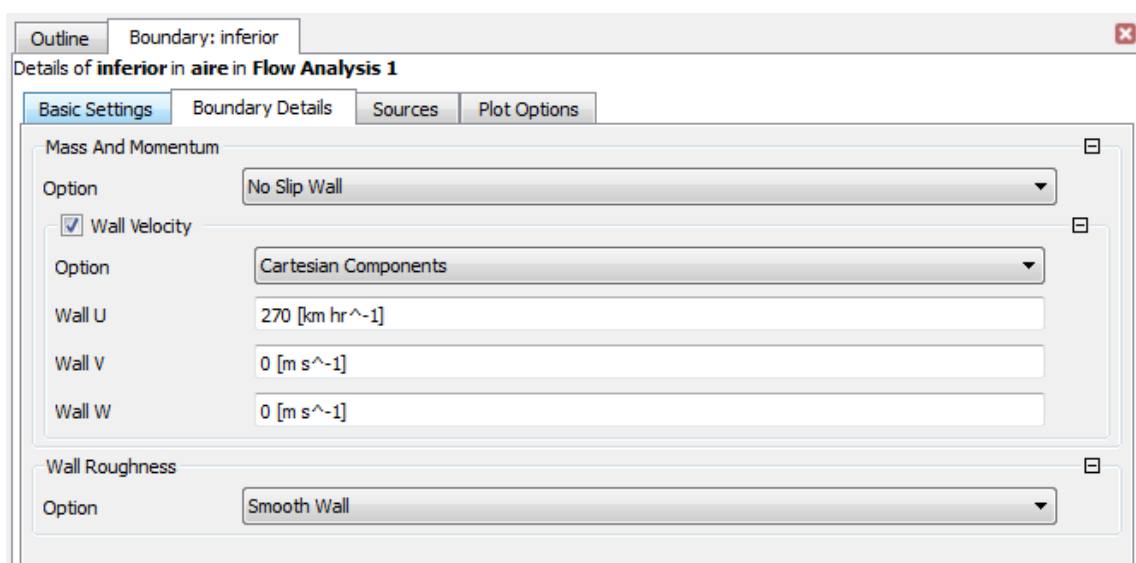 Outline Boundary: inferior
Details of inferior in aire in Flow Analysis 1
Basic Settings Boundary Details Sources Plot Options
Mass And Momentum
Option No Slip Wall
Wall Velocity
Option Cartesian Components
Wall U 270 [km hr^-1]
Wall V 0 [m s^-1]
Wall W 0 [m s^-1]
Wall Roughness
Option Smooth Wall